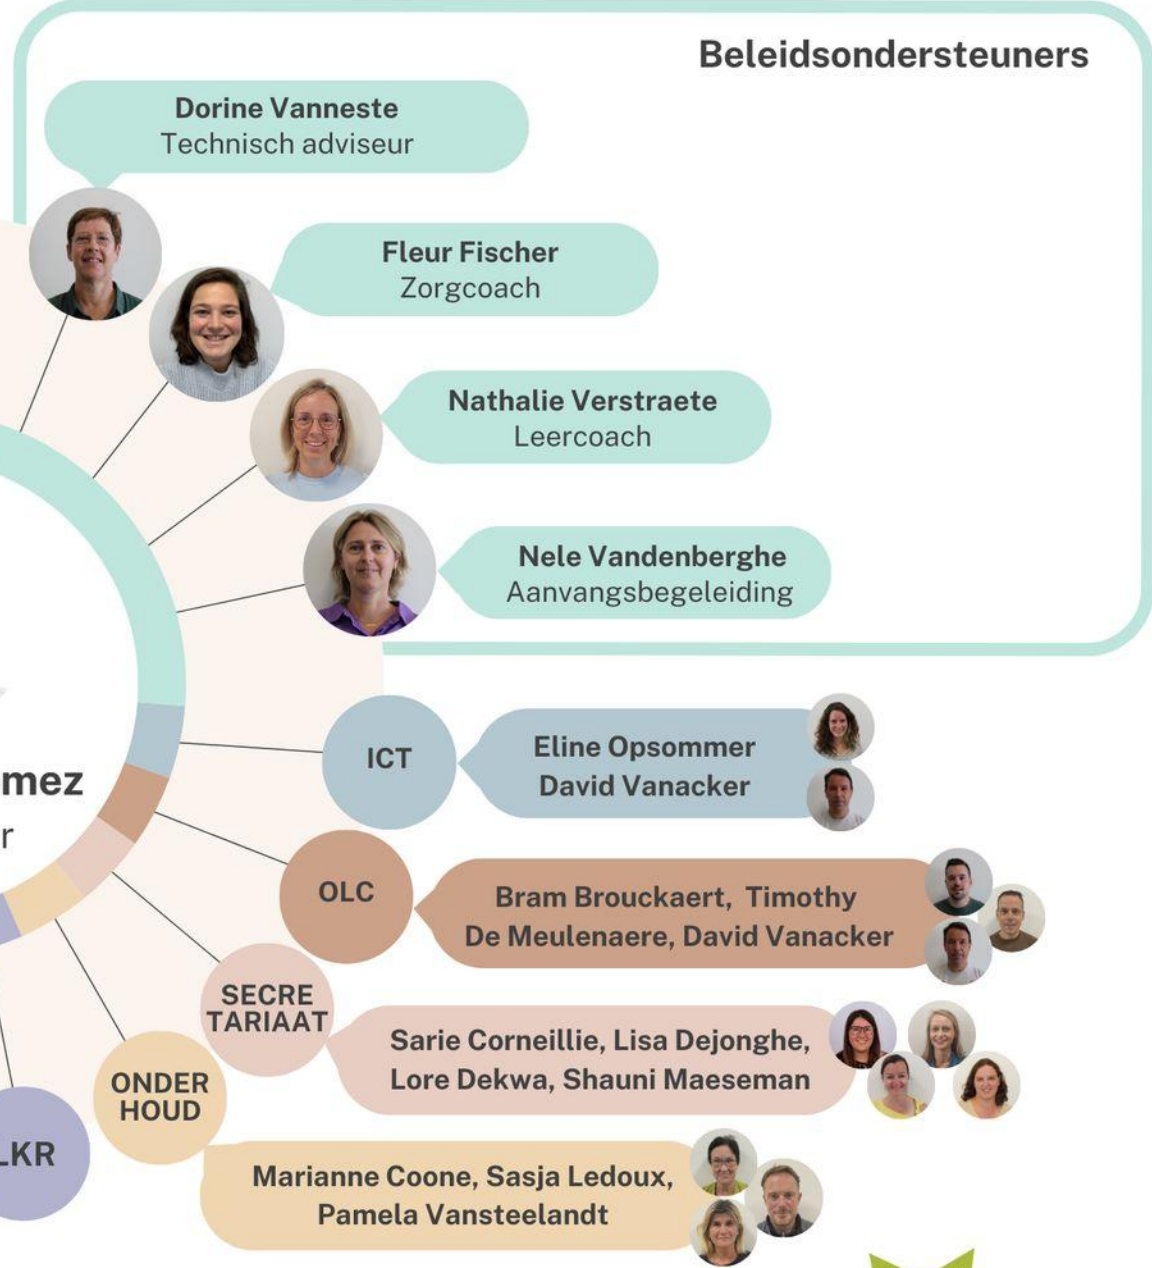 Beleidsondersteuners
Dorine Vanneste
Technisch adviseur
Fleur Fischer
Zorgcoach
Nathalie Verstraete
Leercoach
Nele Vandenberghe
Aanvangsbegeleiding
mez
r
ICT
Eline Opsommer
David Vanacker
OLC
Bram Brouckaert, Timothy
De Meulenaere, David Vanacker
SECRE
TARIAAT
Sarie Corneillie, Lisa Dejonghe,
Lore Dekwa, Shauni Maeseman
ONDER
HOUD
LKR
Marianne Coone, Sasja Ledoux,
Pamela Vansteelandt